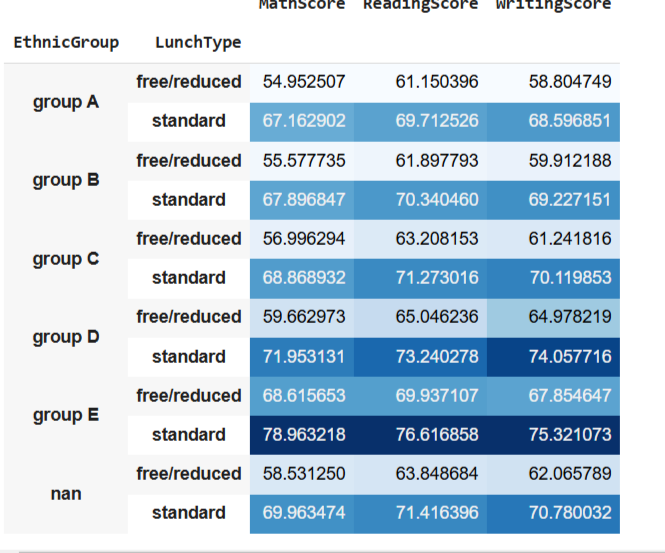 MathScore ReadingScore WritingScore
EthnicGroup LunchType
group A free/reduced 54.952507 61.150396 58.804749
standard 67.162902 69.712526 68.596851
group B free/reduced 55.577735 61.897793 59.912188
standard 67.896847 70.340460 69.227151
group C free/reduced 56.996294 63.208153 61.241816
standard 68.868932 71.273016 70.119853
group D free/reduced 59.662973 65.046236 64.978219
standard 71.953131 73.240278 74.057716
group E free/reduced 68.615653 69.937107 67.854647
standard 78.963218 76.616858 75.321073
nan free/reduced 58.531250 63.848684 62.065789
standard 69.963474 71.416396 70.780032